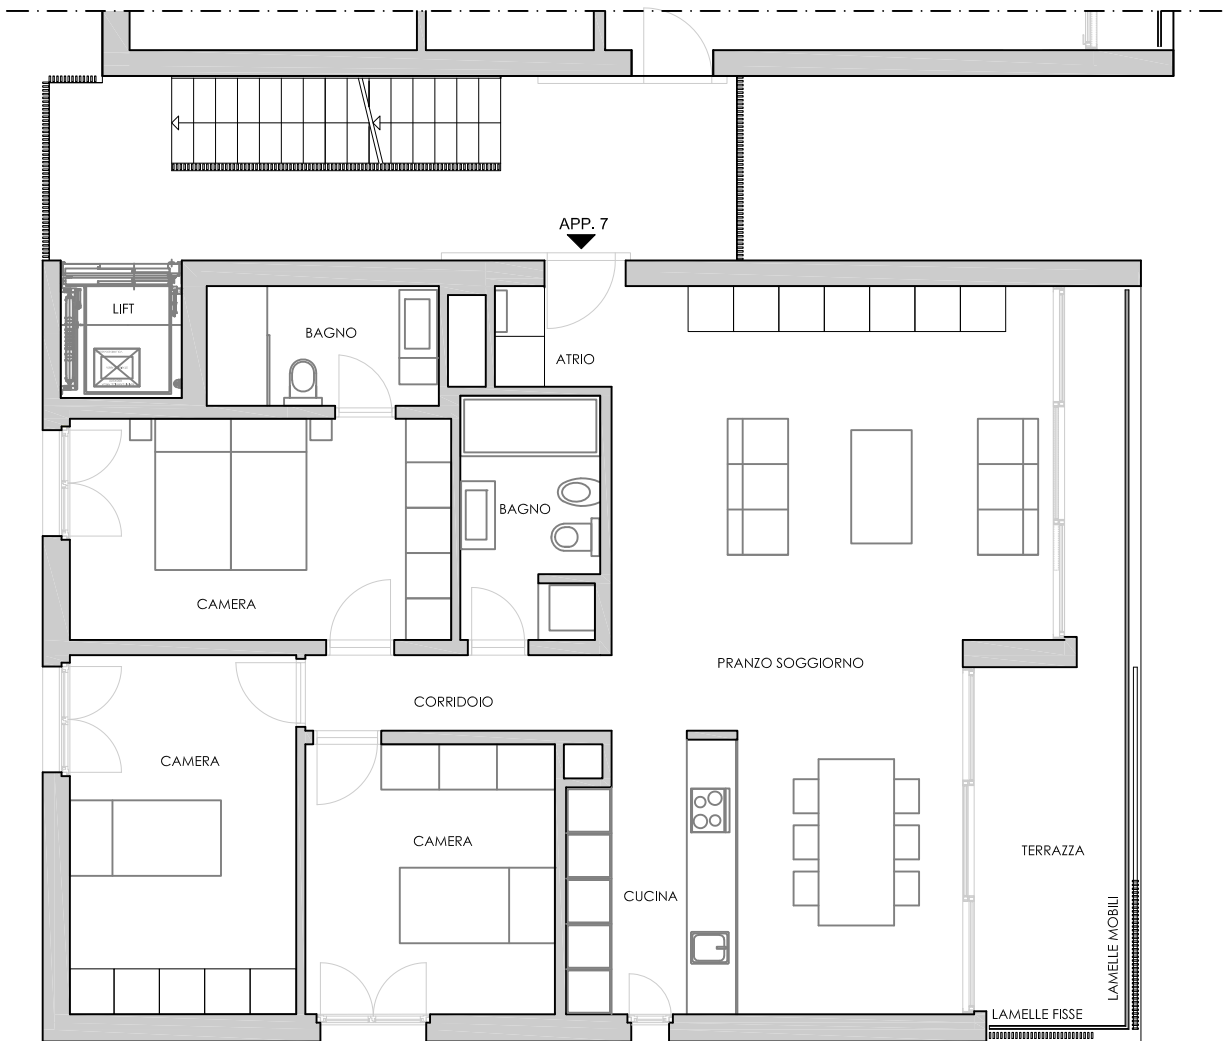 APP. 7
LIFT
BAGNO
ATRIO
BAGNO
CAMERA
PRANZO SOGGIORNO
CORRIDOIO
CAMERA
CAMERA
TERRAZZA
CUCINA
LAMELLE MOBILI
LAMELLE FISSE